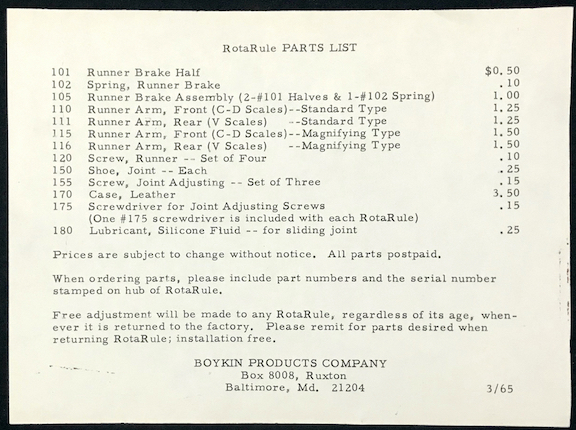 RotaRule PARTS LIST
101 Runner Brake Half $0.50
102 Spring, Runner Brake .10
105 Runner Brake Assembly (2-#101 Halves & 1-#102 Spring) 1.00
110 Runner Arm, Front (C-D Scales)--Standard Type 1.25
111 Runner Arm, Rear (V Scales) --Standard Type 1.25
115 Runner Arm, Front (C-D Scales)--Magnifying Type 1.50
116 Runner Arm, Rear (V Scales) --Magnifying Type 1.50
120 Screw, Runner -- Set of Four .10
150 Shoe, Joint -- Each .25
155 Screw, Joint Adjusting -- Set of Three .15
170 Case, Leather 3.50
175 Screwdriver for Joint Adjusting Screws .15
(One #175 screwdriver is included with each RotaRule)
180 Lubricant, Silicone Fluid -- for sliding joint .25
Prices are subject to change without notice. All parts postpaid.
When ordering parts, please include part numbers and the serial number
stamped on hub of RotaRule.
Free adjustment will be made to any RotaRule, regardless of its age, when-
ever it is returned to the factory. Please remit for parts desired when
returning RotaRule; installation free.
BOYKIN PRODUCTS COMPANY
Box 8008, Ruxton
Baltimore, Md. 21204 3/65